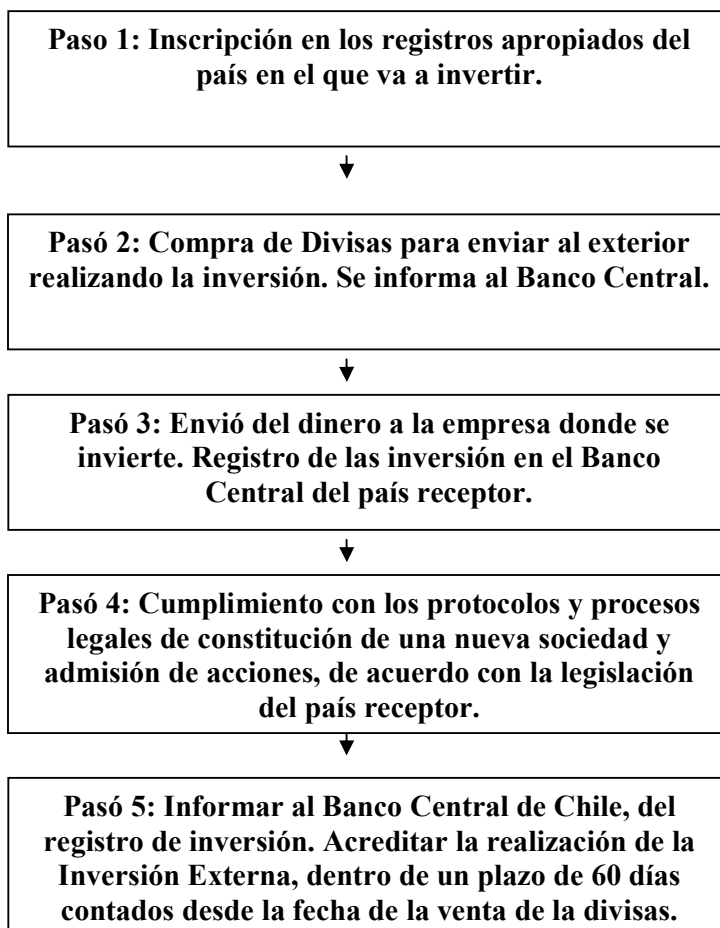 Paso 1: Inscripción en los registros apropiados del
país en el que va a invertir.
Pasó 2: Compra de Divisas para enviar al exterior
realizando la inversión. Se informa al Banco Central.
Pasó 3: Envió del dinero a la empresa donde se
invierte. Registro de las inversión en el Banco
Central del país receptor.
Pasó 4: Cumplimiento con los protocolos y procesos
legales de constitución de una nueva sociedad y
admisión de acciones, de acuerdo con la legislación
del país receptor.
Pasó 5: Informar al Banco Central de Chile, del
registro de inversión. Acreditar la realización de la
Inversión Externa, dentro de un plazo de 60 días
contados desde la fecha de la venta de la divisas.